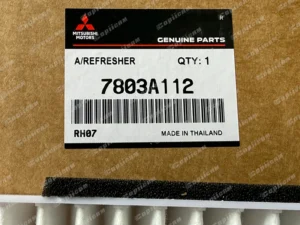 MITSUBISHI
MOTORS
GENUINE PARTS
A/REFRESHER QTY: 1
7803A112
RH07 MADE IN THAILAND